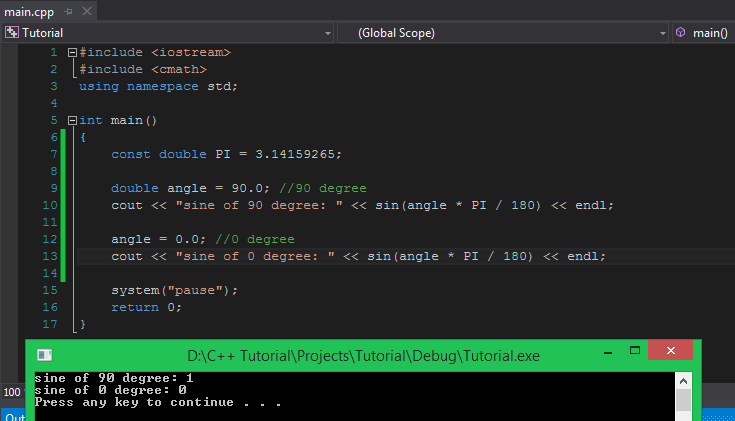 main.cpp
Tutorial (Global Scope) main()
1 #include <iostream>
2 #include <cmath>
3 using namespace std;
4
5 int main()
6 {
7 const double PI = 3.14159265;
8
9 double angle = 90.0; //90 degree
10 cout << "sine of 90 degree: " << sin(angle * PI / 180) << endl;
11
12 angle = 0.0; //0 degree
13 cout << "sine of 0 degree: " << sin(angle * PI / 180) << endl;
14
15 system("pause");
16 return 0;
17 }
D:\C++ Tutorial\Projects\Tutorial\Debug\Tutorial.exe
sine of 90 degree: 1
sine of 0 degree: 0
Press any key to continue . . .
100
Out